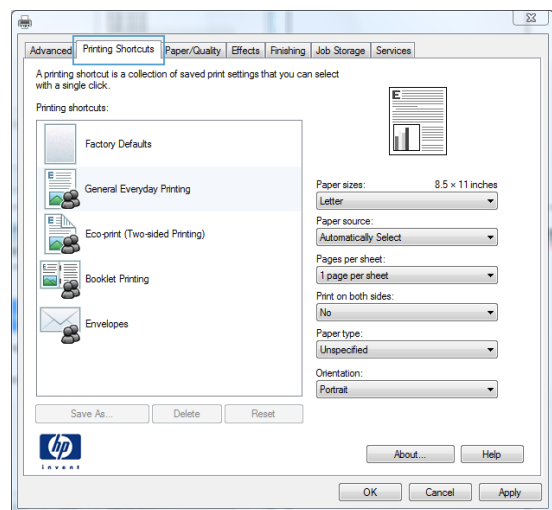 Advanced Printing Shortcuts Paper/Quality Effects Finishing Job Storage Services
A printing shortcut is a collection of saved print settings that you can select
with a single click.
Printing shortcuts:
Factory Defaults
E
General Everyday Printing
E
Eco-print (Two-sided Printing)
E
Booklet Printing
Envelopes
Save As... Delete Reset
E
Paper sizes: 8.5 × 11 inches
Letter
Paper source:
Automatically Select
Pages per sheet:
1 page per sheet
Print on both sides:
No
Paper type:
Unspecified
Orientation:
Portrait
hp
invent
About... Help
OK Cancel Apply